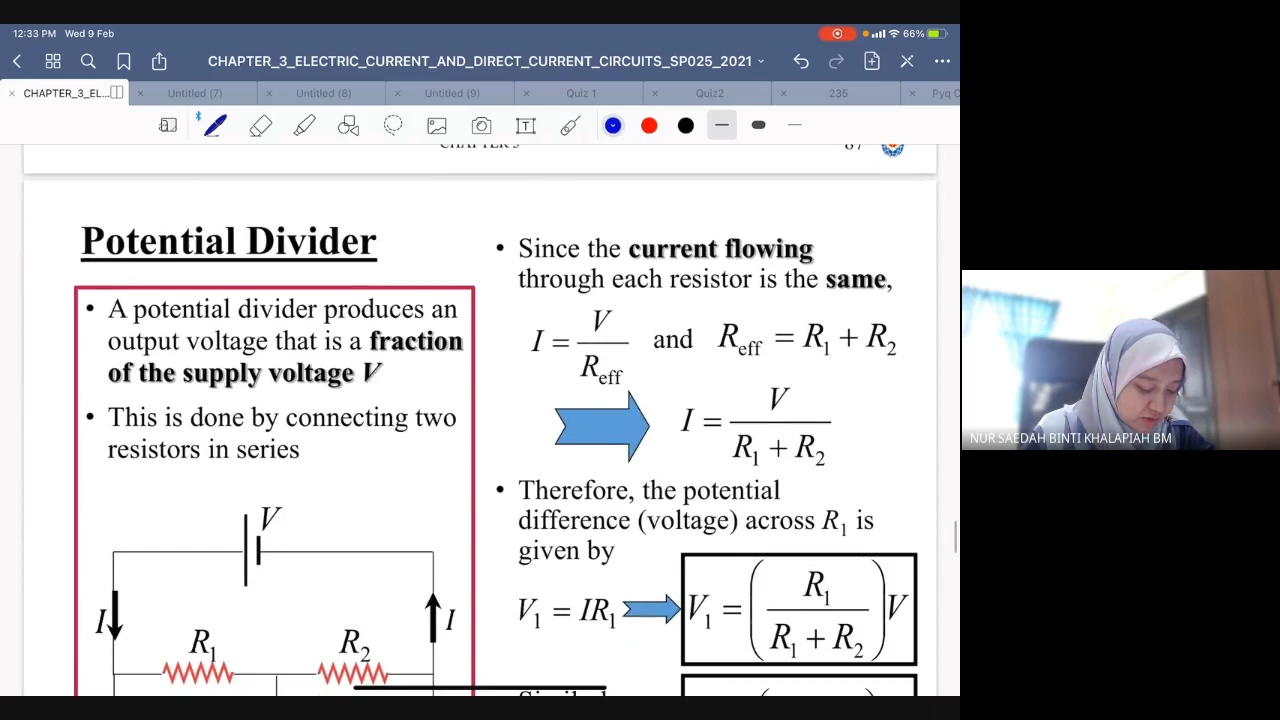 12:33 PM Wed 9 Feb
66%
CHAPTER_3_ELECTRIC_CURRENT_AND_DIRECT_CURRENT_CIRCUITS_SP025_2021
CHAPTER_3_EL...
Untitled (7)
Untitled (8)
Untitled (9)
Quiz 1
Quiz2
235
Pyq C
Potential Divider
• A potential divider produces an
output voltage that is a fraction
of the supply voltage V
• This is done by connecting two
resistors in series
V
I
I
R₁
R₂
• Since the current flowing
through each resistor is the same,
I = V / R_eff and R_eff = R₁ + R₂
I = V / (R₁ + R₂)
• Therefore, the potential
difference (voltage) across R₁ is
given by
V₁ = IR₁
V₁ = (R₁ / (R₁ + R₂)) V
NUR SAEDAH BINTI KHALAPIAH BM